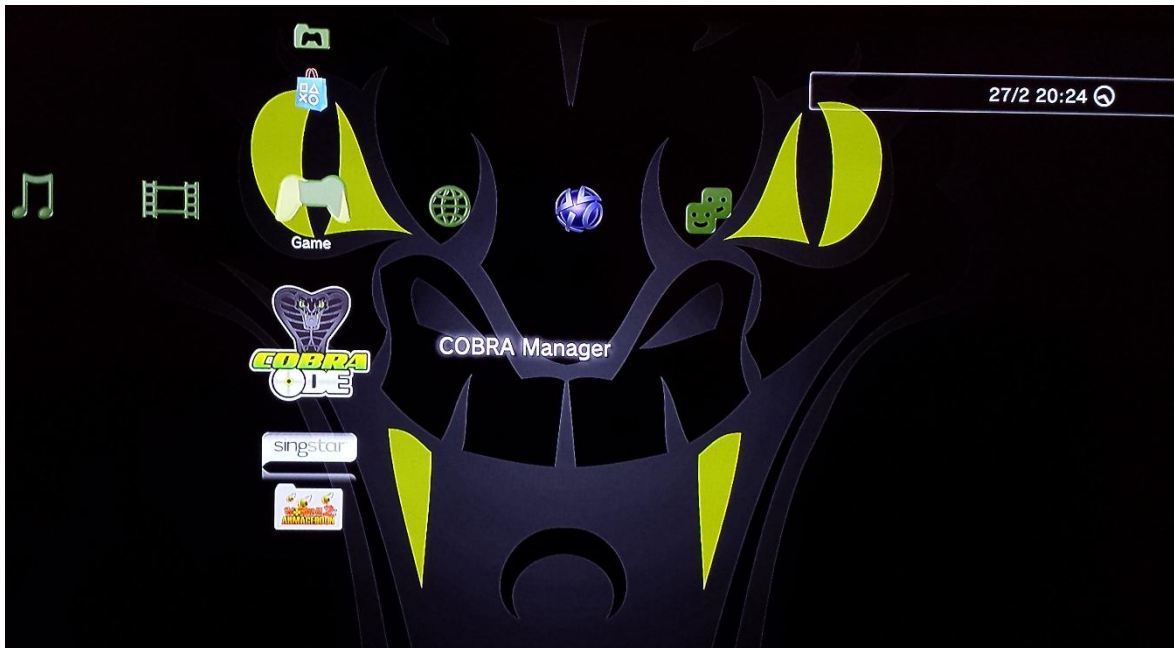 27/2 20:24
Game
COBRA
ODE
COBRA Manager
singstar
ARMAGEDDON